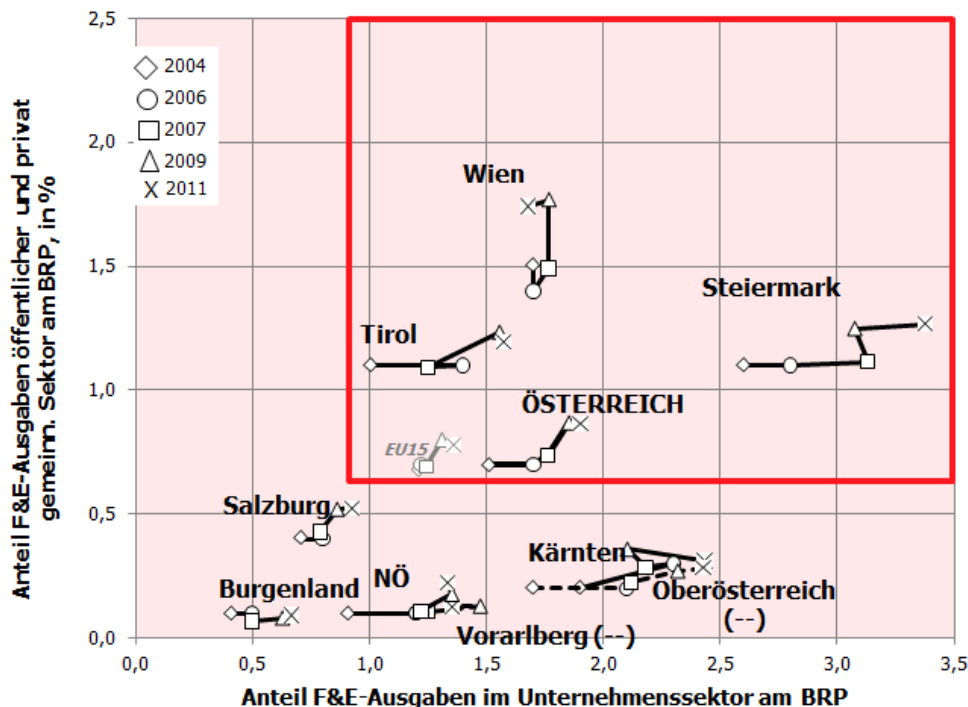 Anteil F&E-Ausgaben öffentlicher und privat
gemeinn. Sektor am BRP, in %
2,5
2,0
1,5
1,0
0,5
0,0
2004
2006
2007
2009
2011
Wien
Steiermark
Tirol
ÖSTERREICH
EU15
Salzburg
Kärnten
Burgenland
NÖ
Oberösterreich
(--)
Vorarlberg (--)
0,0 0,5 1,0 1,5 2,0 2,5 3,0 3,5
Anteil F&E-Ausgaben im Unternehmenssektor am BRP